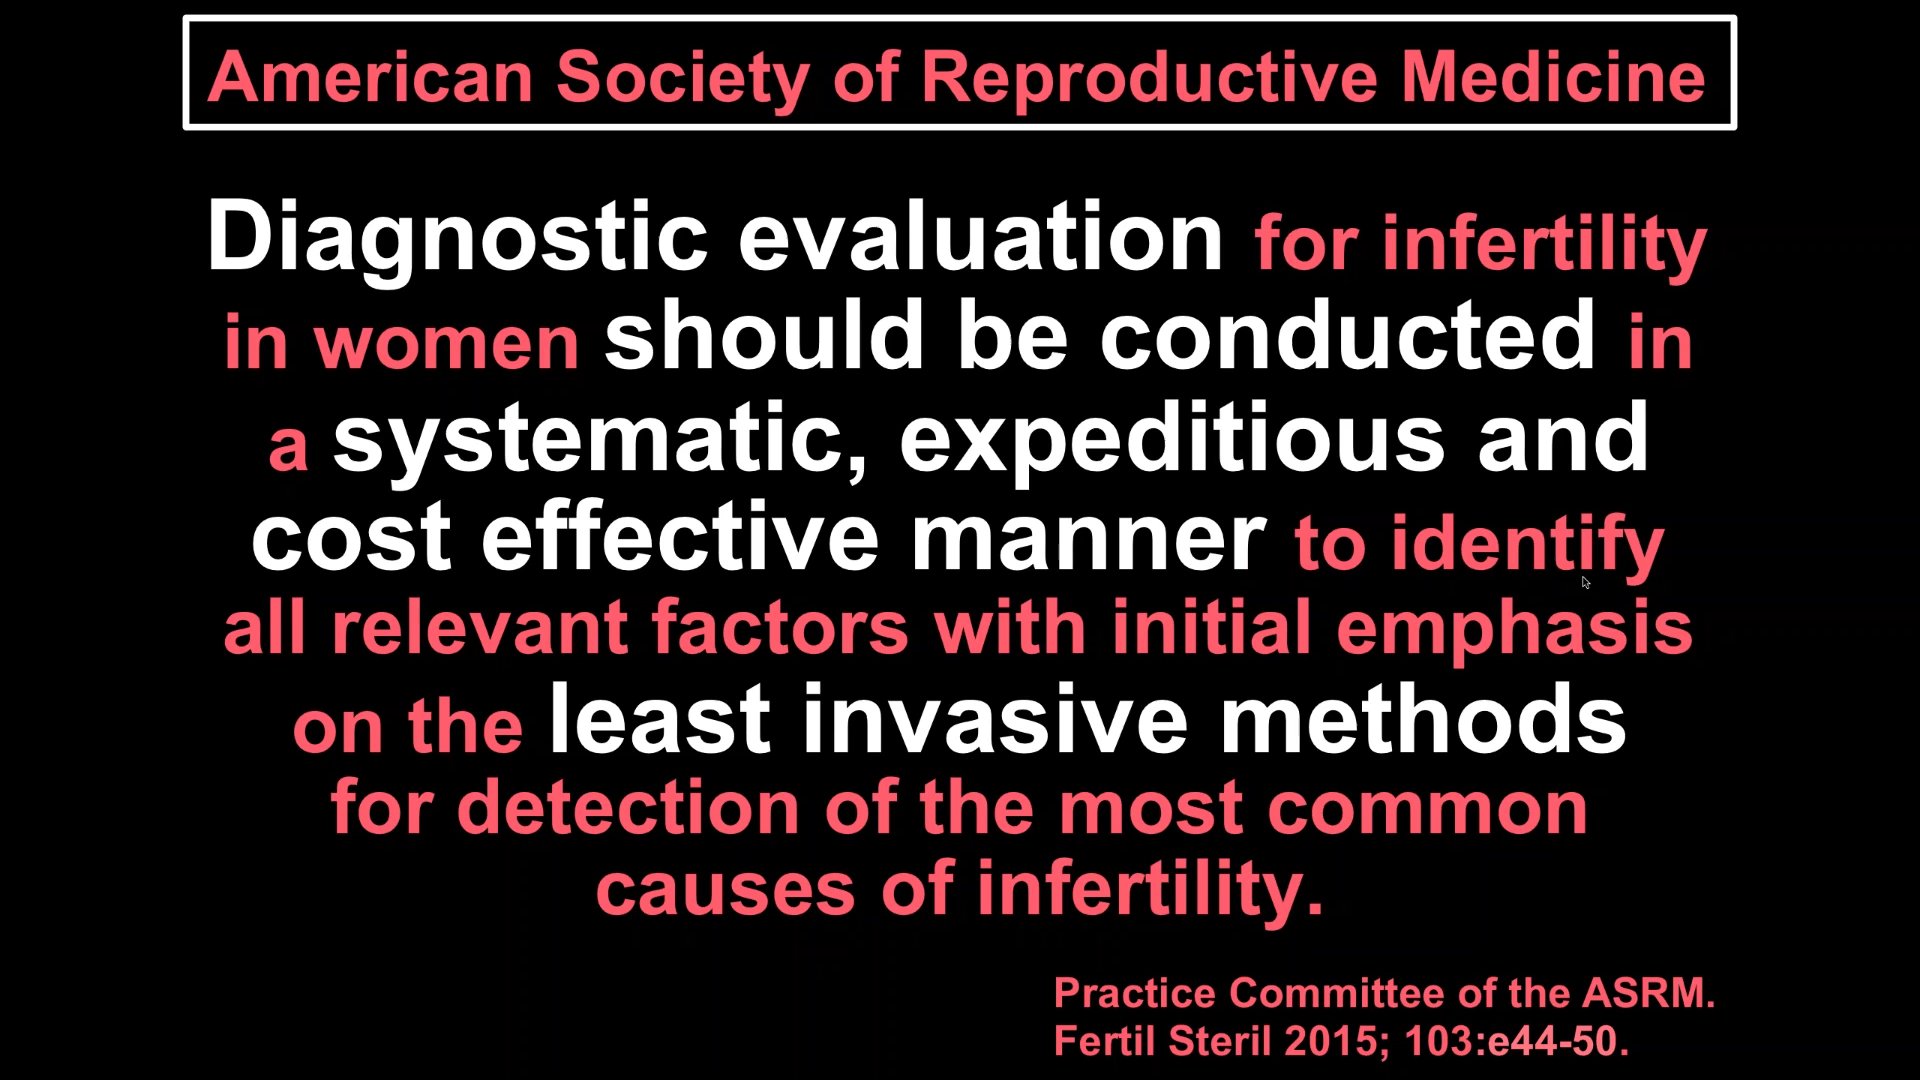 American Society of Reproductive Medicine
Diagnostic evaluation for infertility
in women should be conducted in
a systematic, expeditious and
cost effective manner to identify
all relevant factors with initial emphasis
on the least invasive methods
for detection of the most common
causes of infertility.
Practice Committee of the ASRM.
Fertil Steril 2015; 103:e44-50.